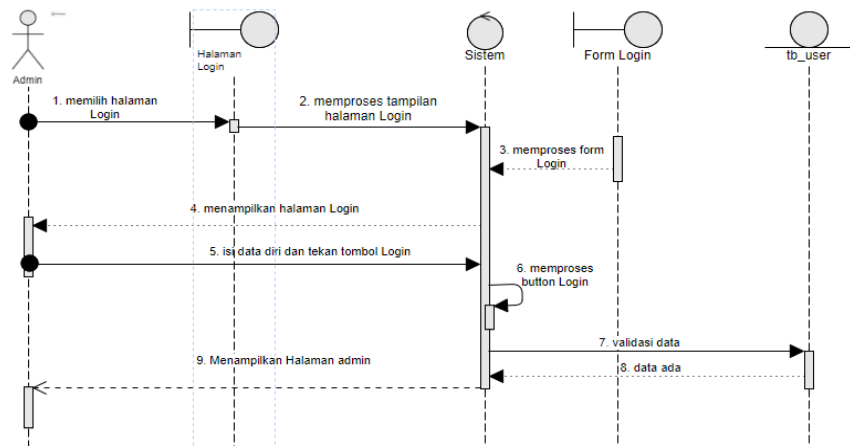 Admin
Halaman
Login
Sistem
Form Login
tb_user
1. memilih halaman
Login
2. memproses tampilan
halaman Login
3. memproses form
Login
4. menampilkan halaman Login
5. isi data diri dan tekan tombol Login
6. memproses
button Login
7. validasi data
8. data ada
9. Menampilkan Halaman admin